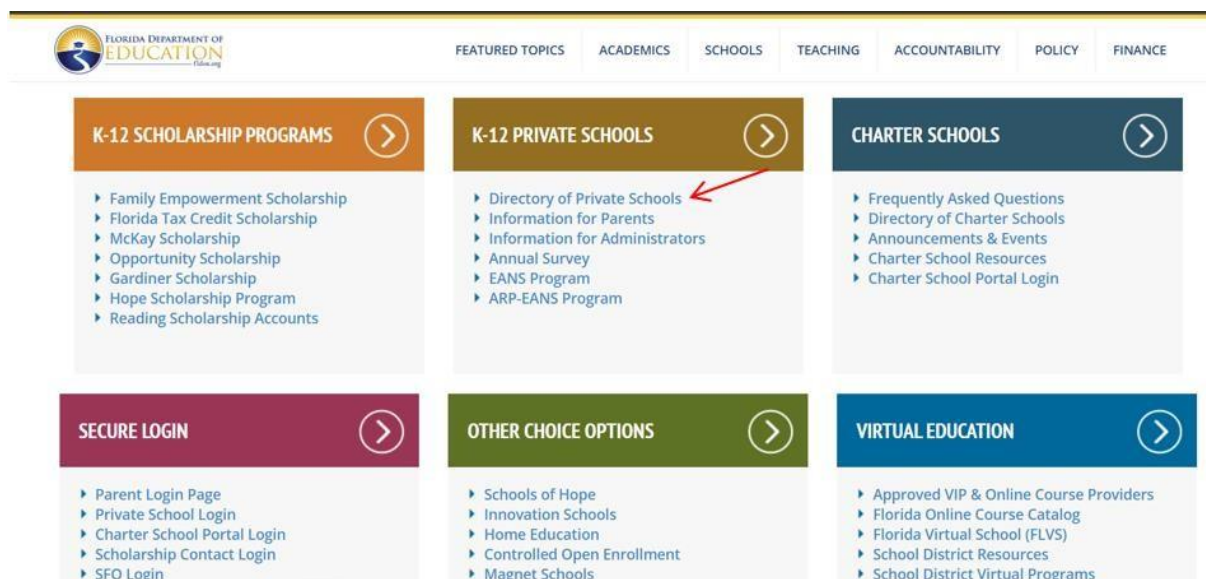 FLORIDA DEPARTMENT OF
EDUCATION
fldoe.org
FEATURED TOPICS
ACADEMICS
SCHOOLS
TEACHING
ACCOUNTABILITY
POLICY
FINANCE
K-12 SCHOLARSHIP PROGRAMS
Family Empowerment Scholarship
Florida Tax Credit Scholarship
McKay Scholarship
Opportunity Scholarship
Gardiner Scholarship
Hope Scholarship Program
Reading Scholarship Accounts
K-12 PRIVATE SCHOOLS
Directory of Private Schools
Information for Parents
Information for Administrators
Annual Survey
EANS Program
ARP-EANS Program
CHARTER SCHOOLS
Frequently Asked Questions
Directory of Charter Schools
Announcements & Events
Charter School Resources
Charter School Portal Login
SECURE LOGIN
Parent Login Page
Private School Login
Charter School Portal Login
Scholarship Contact Login
SFO Login
OTHER CHOICE OPTIONS
Schools of Hope
Innovation Schools
Home Education
Controlled Open Enrollment
Magnet Schools
VIRTUAL EDUCATION
Approved VIP & Online Course Providers
Florida Online Course Catalog
Florida Virtual School (FLVS)
School District Resources
School District Virtual Programs